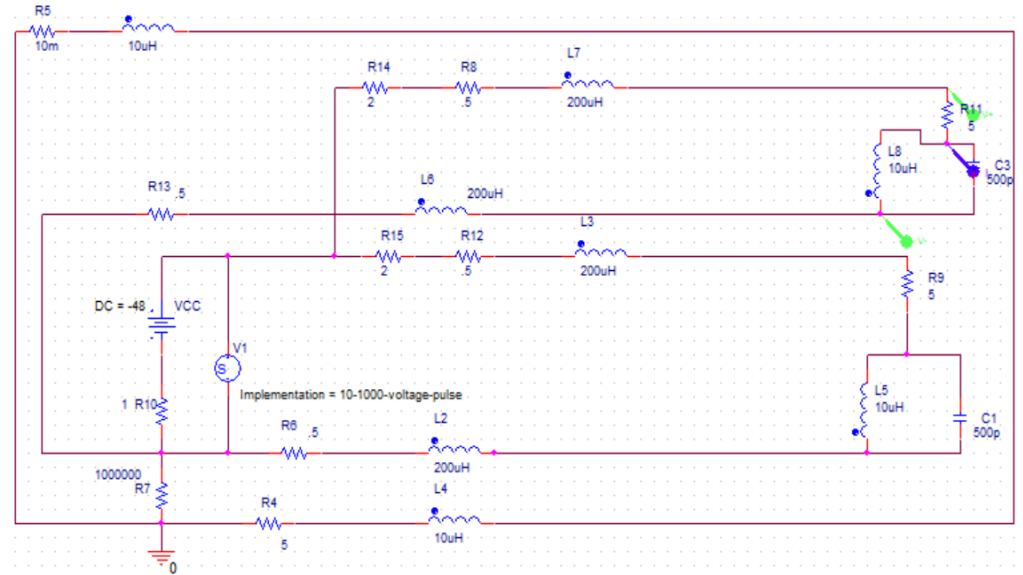 R5
10m
10uH
R14
2
R8
.5
L7
200uH
R11
5
V+
L8
10uH
C3
500p
R13
.5
L6
200uH
V-
R15
2
R12
.5
L3
200uH
R9
5
DC = -48
VCC
V1
S
Implementation = 10-1000-voltage-pulse
1
R10
R6
.5
L2
200uH
L5
10uH
C1
500p
1000000
R7
R4
5
L4
10uH
0